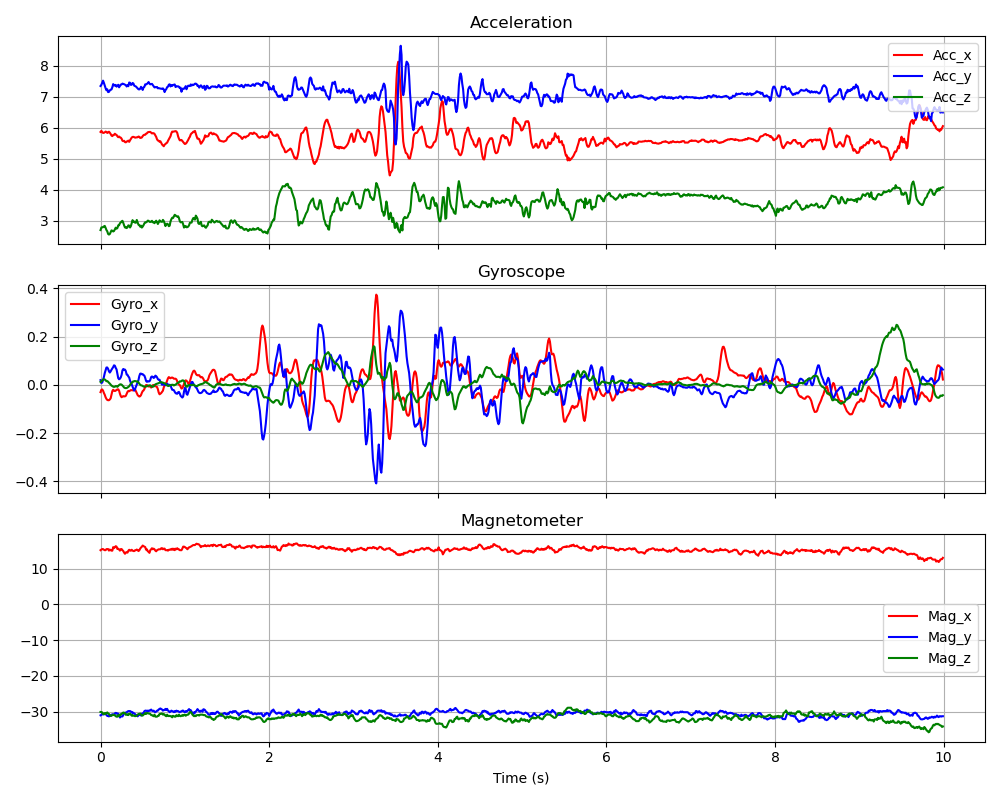 Acceleration
8
7
6
5
4
3
Acc_x
Acc_y
Acc_z
Gyroscope
0.4
0.2
0.0
−0.2
−0.4
Gyro_x
Gyro_y
Gyro_z
Magnetometer
10
0
−10
−20
−30
Mag_x
Mag_y
Mag_z
0 2 4 6 8 10
Time (s)